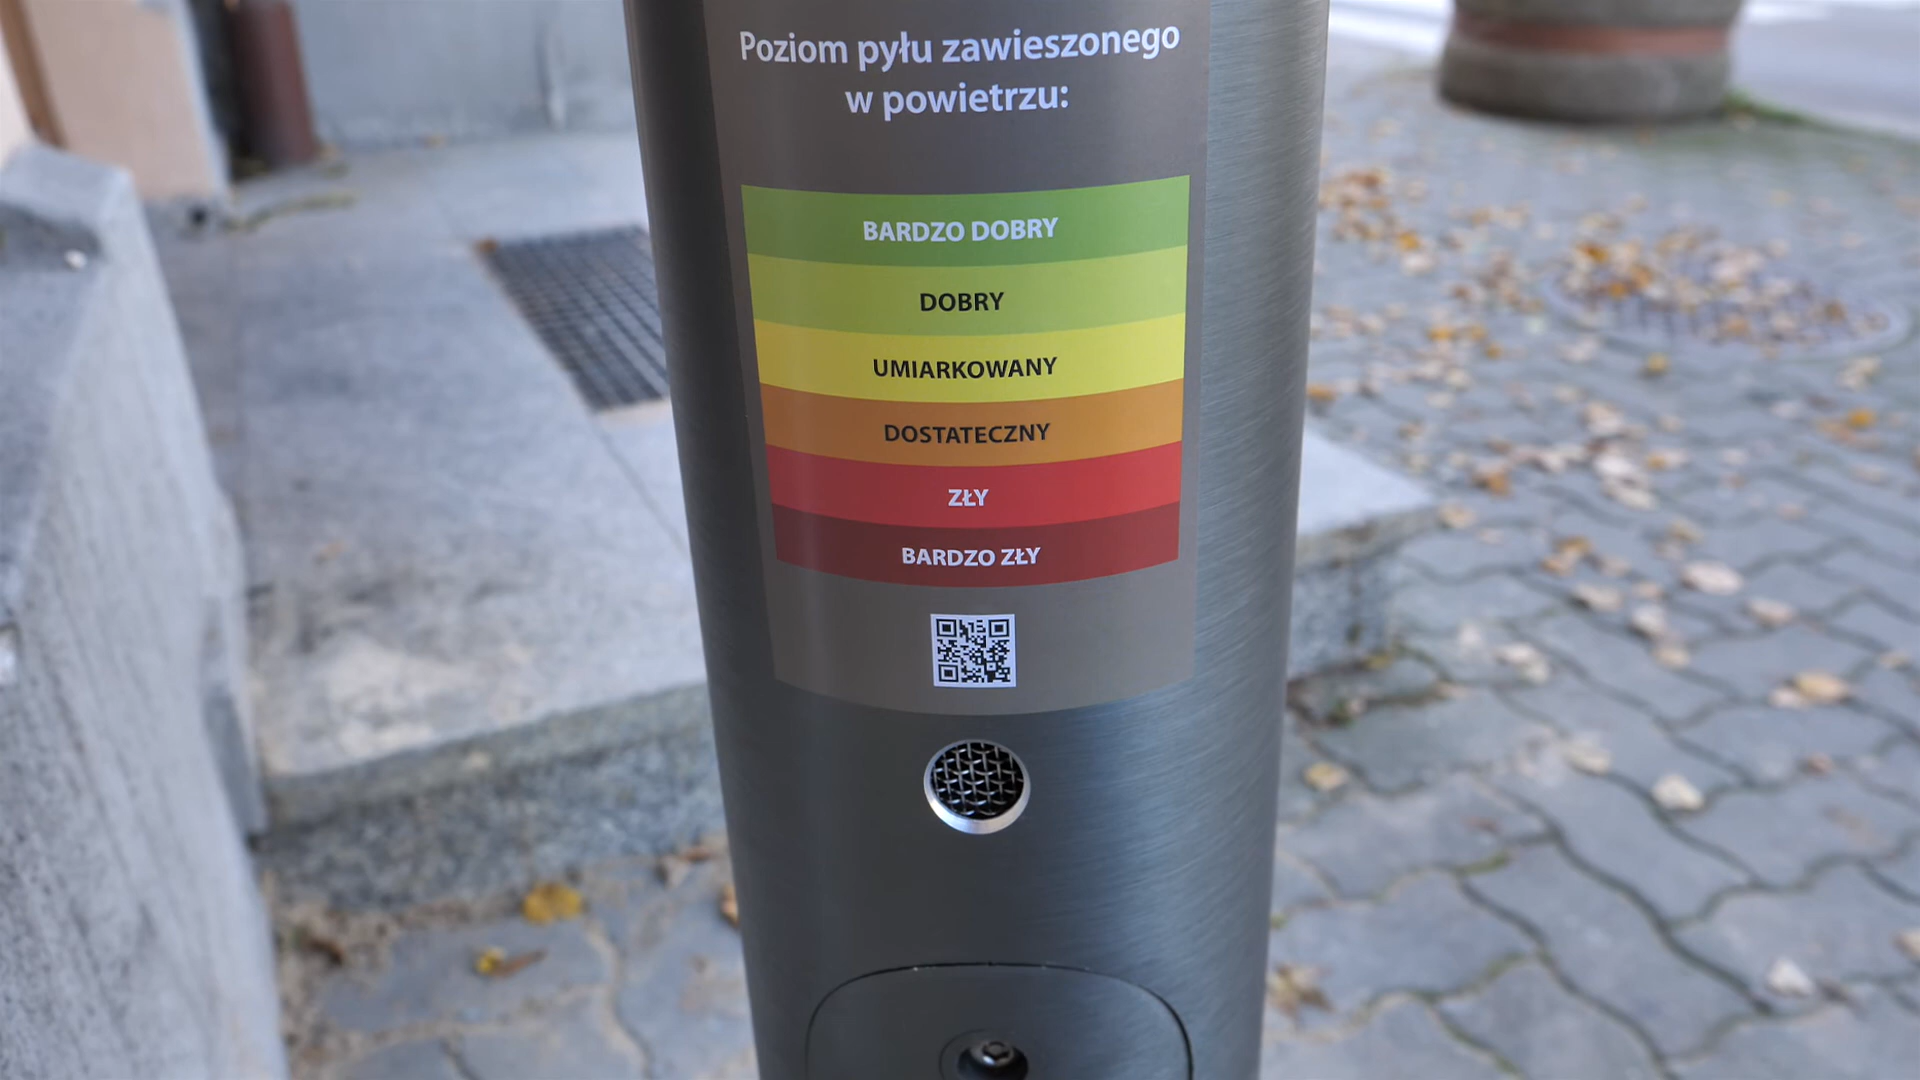 Poziom pyłu zawieszonego
w powietrzu:
BARDZO DOBRY
DOBRY
UMIARKOWANY
DOSTATECZNY
ZŁY
BARDZO ZŁY